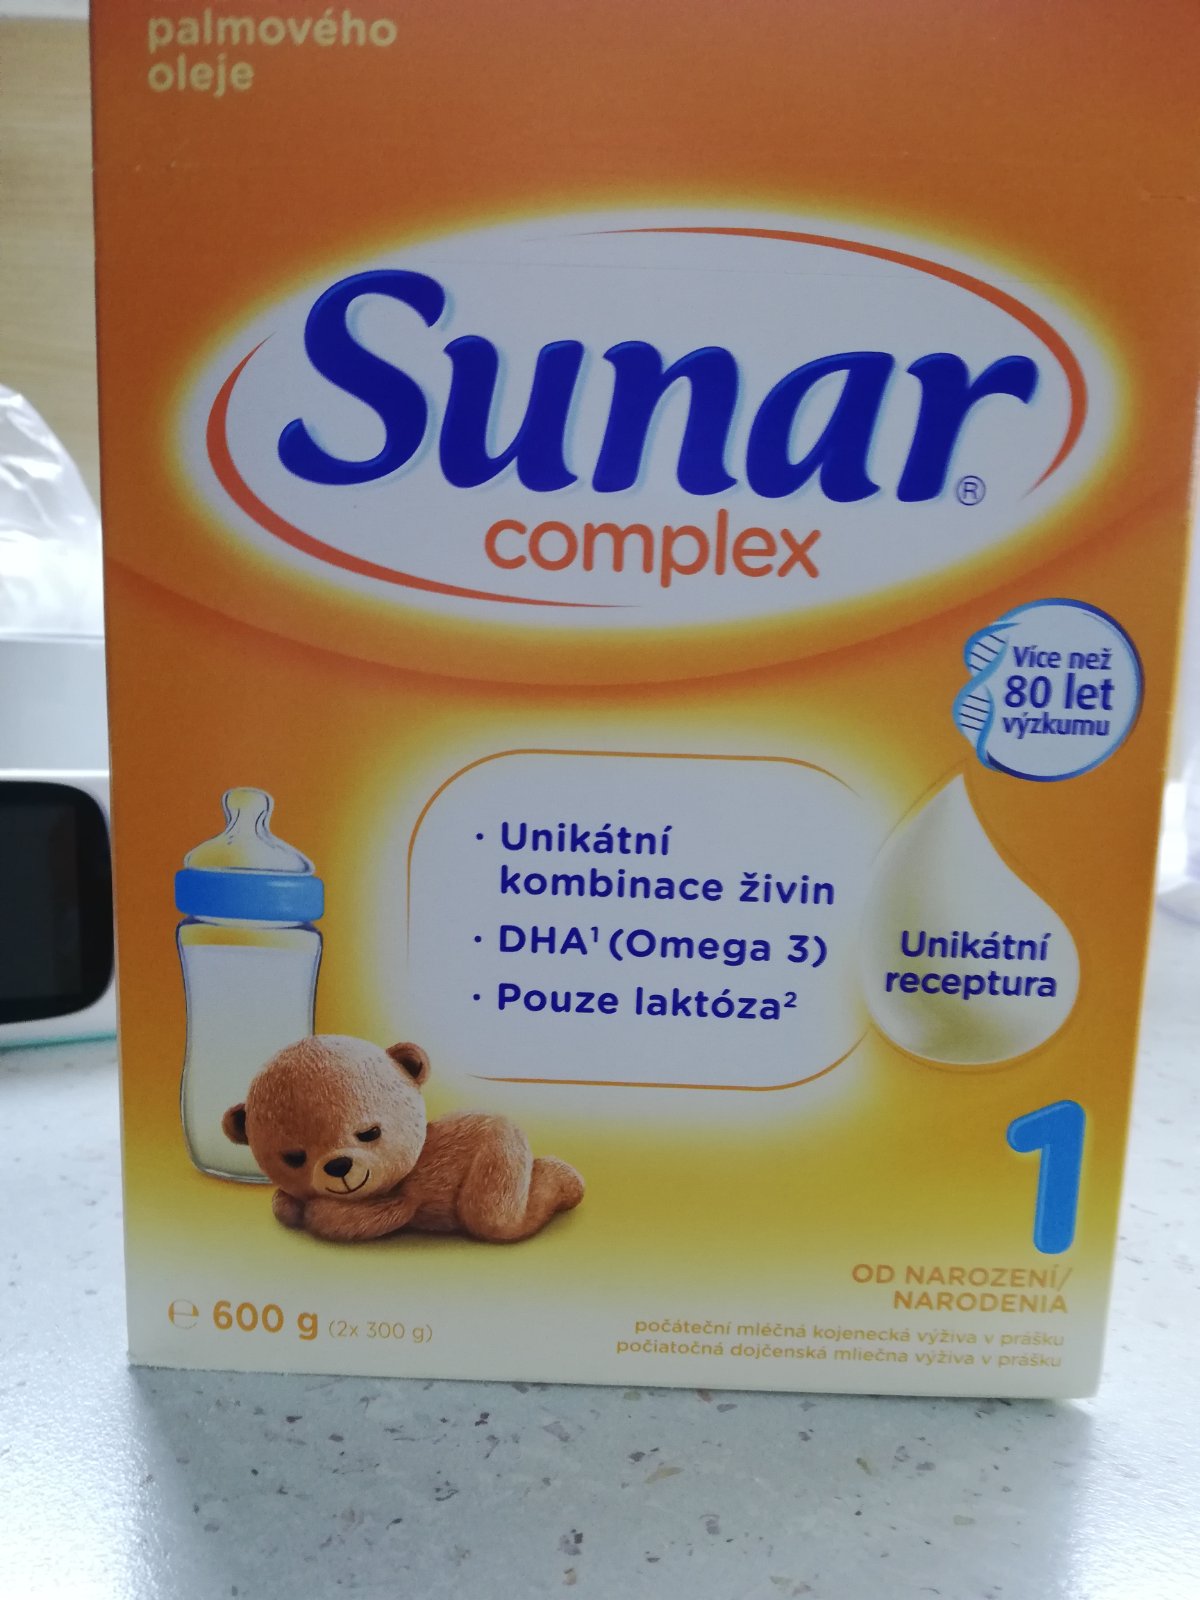 palmového
oleje
Sunar®
complex
Více než
80 let
výzkumu
· Unikátní
kombinace živin
· DHA¹ (Omega 3)
· Pouze laktóza²
Unikátní
receptura
1
OD NAROZENÍ/
NARODENIA
℮ 600 g (2x 300 g)
počáteční mléčná kojenecká výživa v prášku
počiatočná dojčenská mliečna výživa v prášku